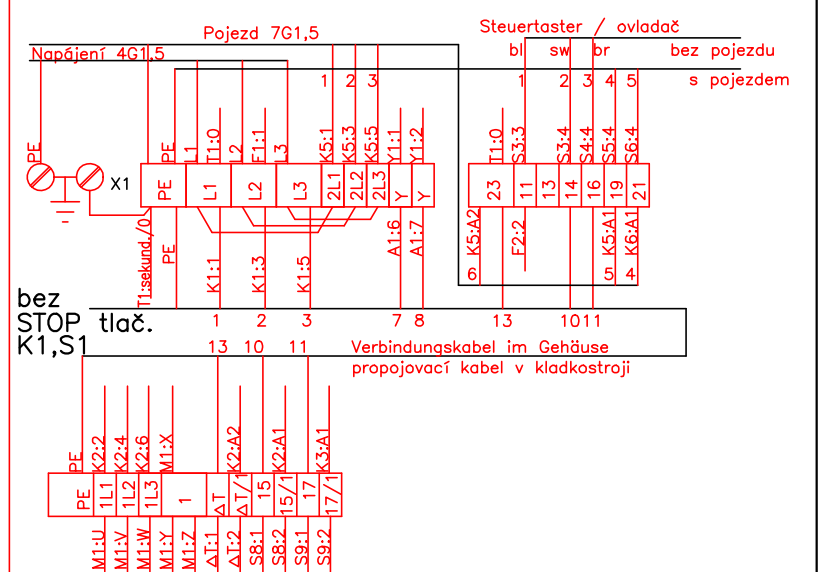 Steuertaster / ovladač
Pojezd 7G1,5
bl sw br bez pojezdu
Napájení 4G1,5
1 2 3 1 2 3 4 5 s pojezdem
PE PE L1 T1:0 L2 F1:1 L3 K5:1 K5:3 K5:5 Y1:1 Y1:2 T1:0 S3:3 S3:4 S4:4 S5:4 S6:4
X1 PE L1 L2 L3 2L1 2L2 2L3 Y Y 23 11 13 14 16 19 21
T1:sekund./0 PE K1:1 K1:3 K1:5 A1:6 A1:7 K5:A2 F2:2 K5:A1 K6:A1
6 5 4
bez
STOP tlač.
K1,S1
1 2 3 7 8 13 10 11
13 10 11 Verbindungskabel im Gehäuse
propojovací kabel v kladkostroji
PE K2:2 K2:4 K2:6 M1:X K2:A2 K2:A1 K3:A1
PE 1L1 1L2 1L3 1 ΔT ΔT/1 15 15/1 17 17/1
M1:U M1:V M1:W M1:Y M1:Z ΔT:1 ΔT:2 S8:1 S8:2 S9:1 S9:2